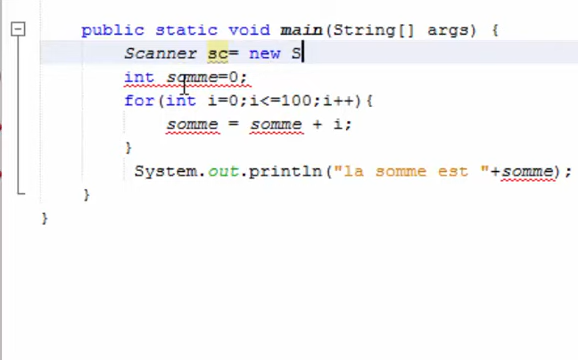 public static void main(String[] args) {
Scanner sc= new S
int somme=0;
for(int i=0;i<=100;i++){
somme = somme + i;
}
System.out.println("la somme est "+somme);
}
}